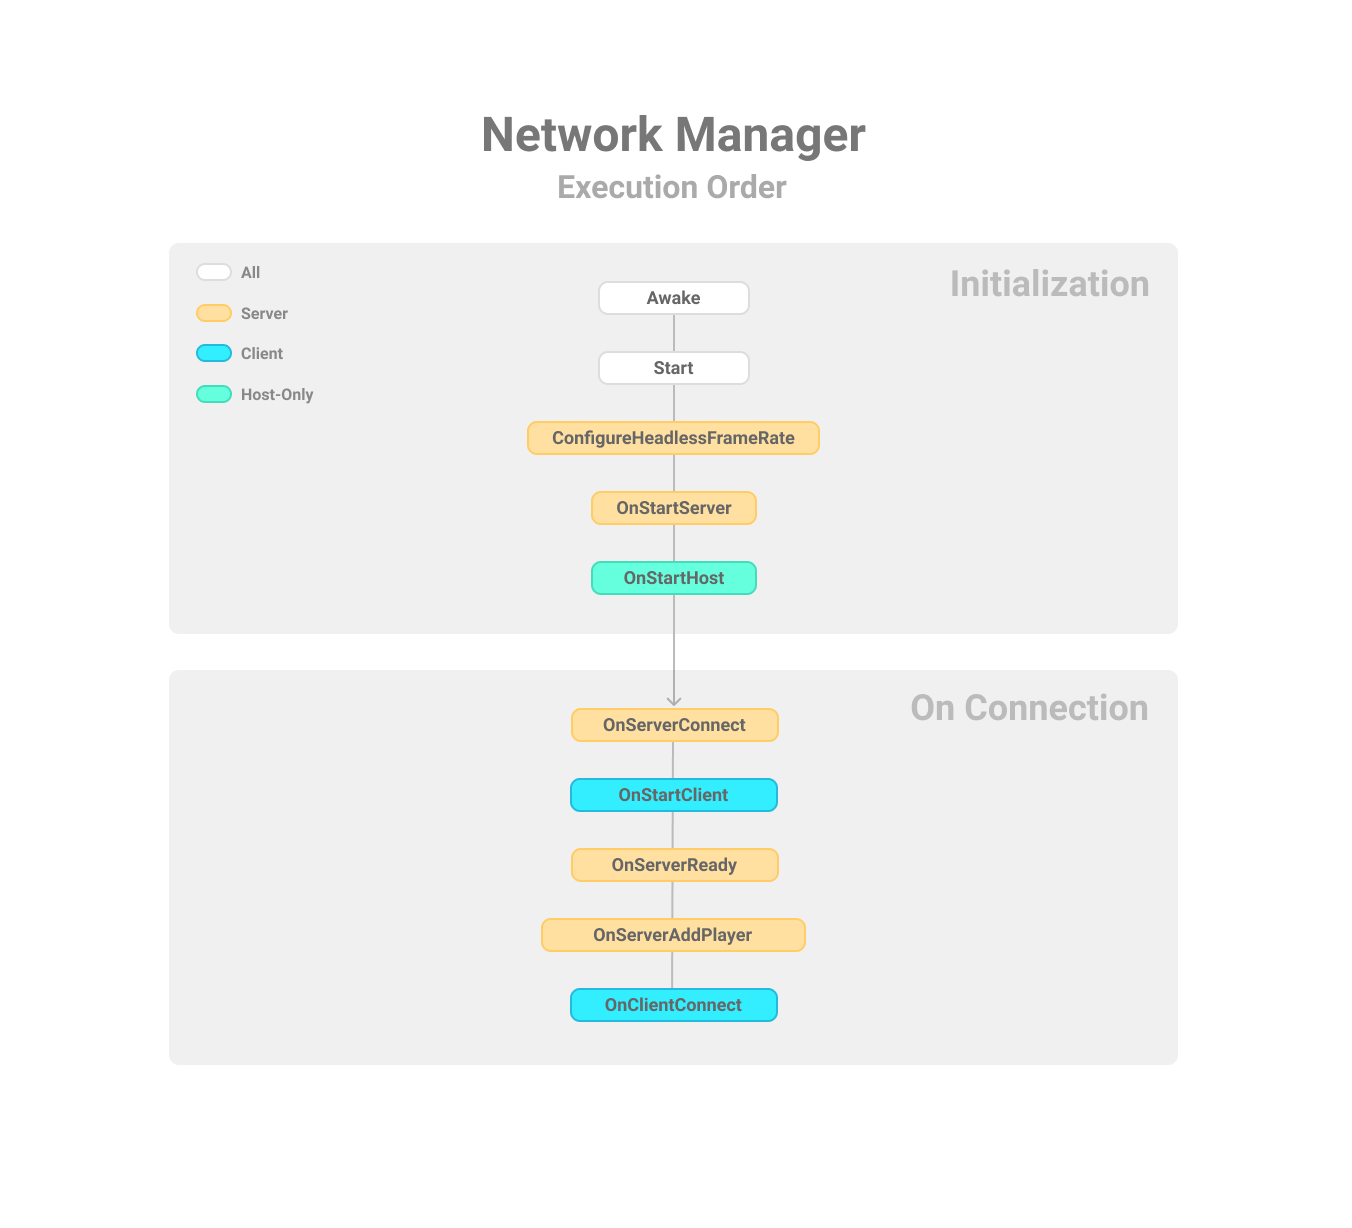 Network Manager
Execution Order
Initialization
All
Server
Client
Host-Only
Awake
Start
ConfigureHeadlessFrameRate
OnStartServer
OnStartHost
On Connection
OnServerConnect
OnStartClient
OnServerReady
OnServerAddPlayer
OnClientConnect